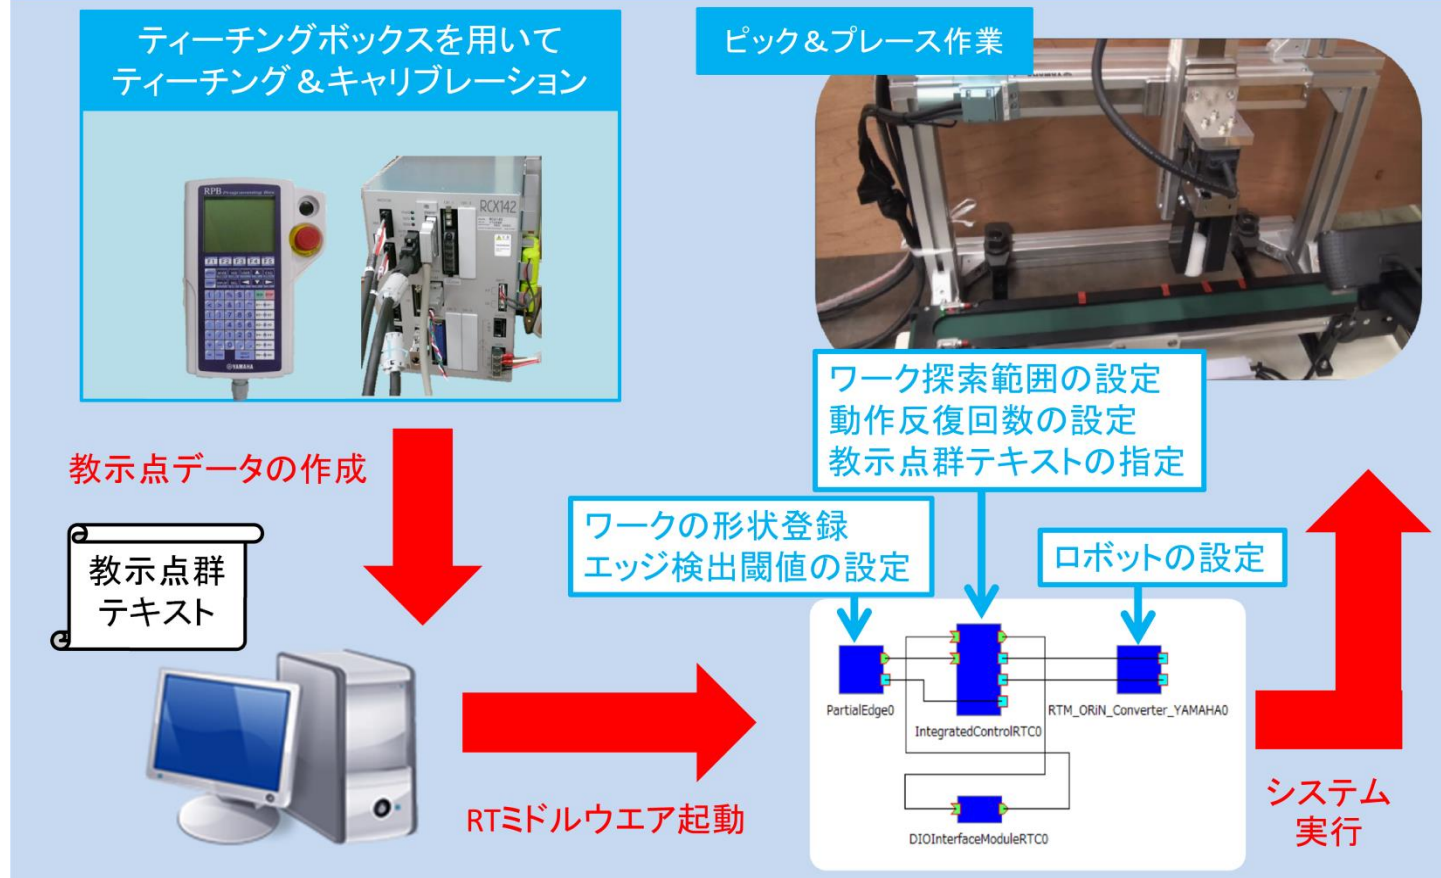 ティーチングボックスを用いて
ティーチング＆キャリブレーション
RPB Programming Box
RCX142
YAMAHA
ピック＆プレース作業
教示点データの作成
教示点群
テキスト
ワーク探索範囲の設定
動作反復回数の設定
教示点群テキストの指定
ワークの形状登録
エッジ検出閾値の設定
ロボットの設定
PartialEdge0
IntegratedControlRTC0
RTM_ORiN_Converter_YAMAHA0
DIOInterfaceModuleRTC0
RTミドルウエア起動
システム
実行